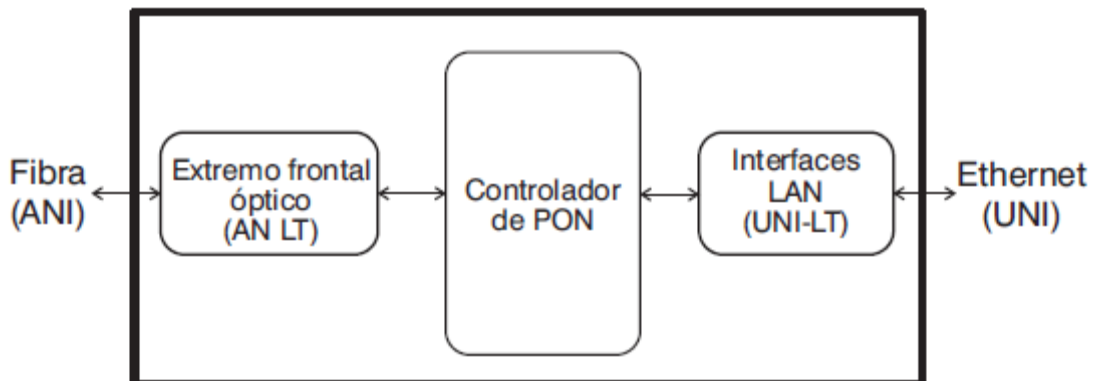 Fibra
(ANI)
Extremo frontal
óptico
(AN LT)
Controlador
de PON
Interfaces
LAN
(UNI-LT)
Ethernet
(UNI)